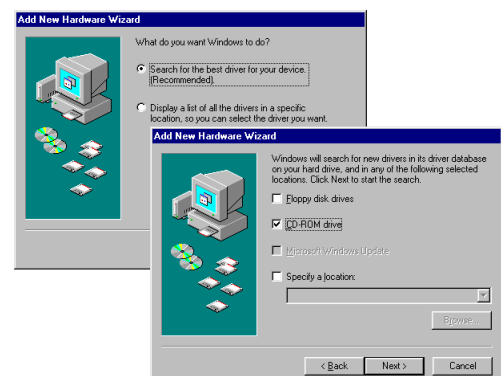 Add New Hardware Wizard
What do you want Windows to do?
Search for the best driver for your device.
(Recommended).
Display a list of all the drivers in a specific
location, so you can select the driver you want.
Add New Hardware Wizard
Windows will search for new drivers in its driver database
on your hard drive, and in any of the following selected
locations. Click Next to start the search.
Floppy disk drives
CD-ROM drive
Microsoft Windows Update
Specify a location:
Browse...
< Back
Next >
Cancel